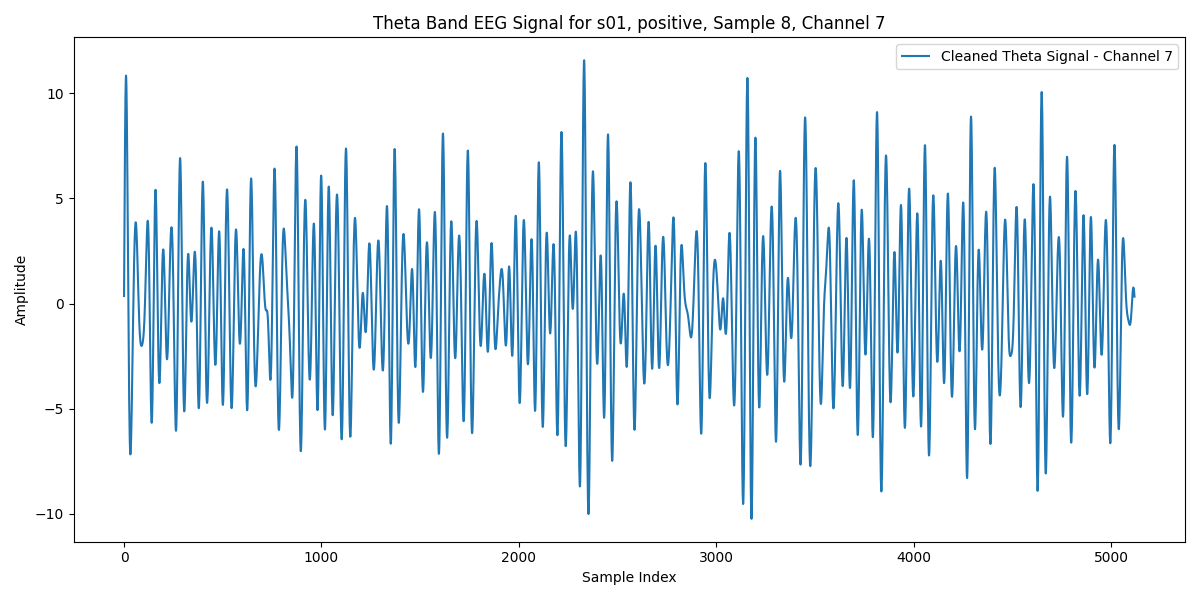 Theta Band EEG Signal for s01, positive, Sample 8, Channel 7
Cleaned Theta Signal - Channel 7
Amplitude
10
5
0
−5
−10
0 1000 2000 3000 4000 5000
Sample Index